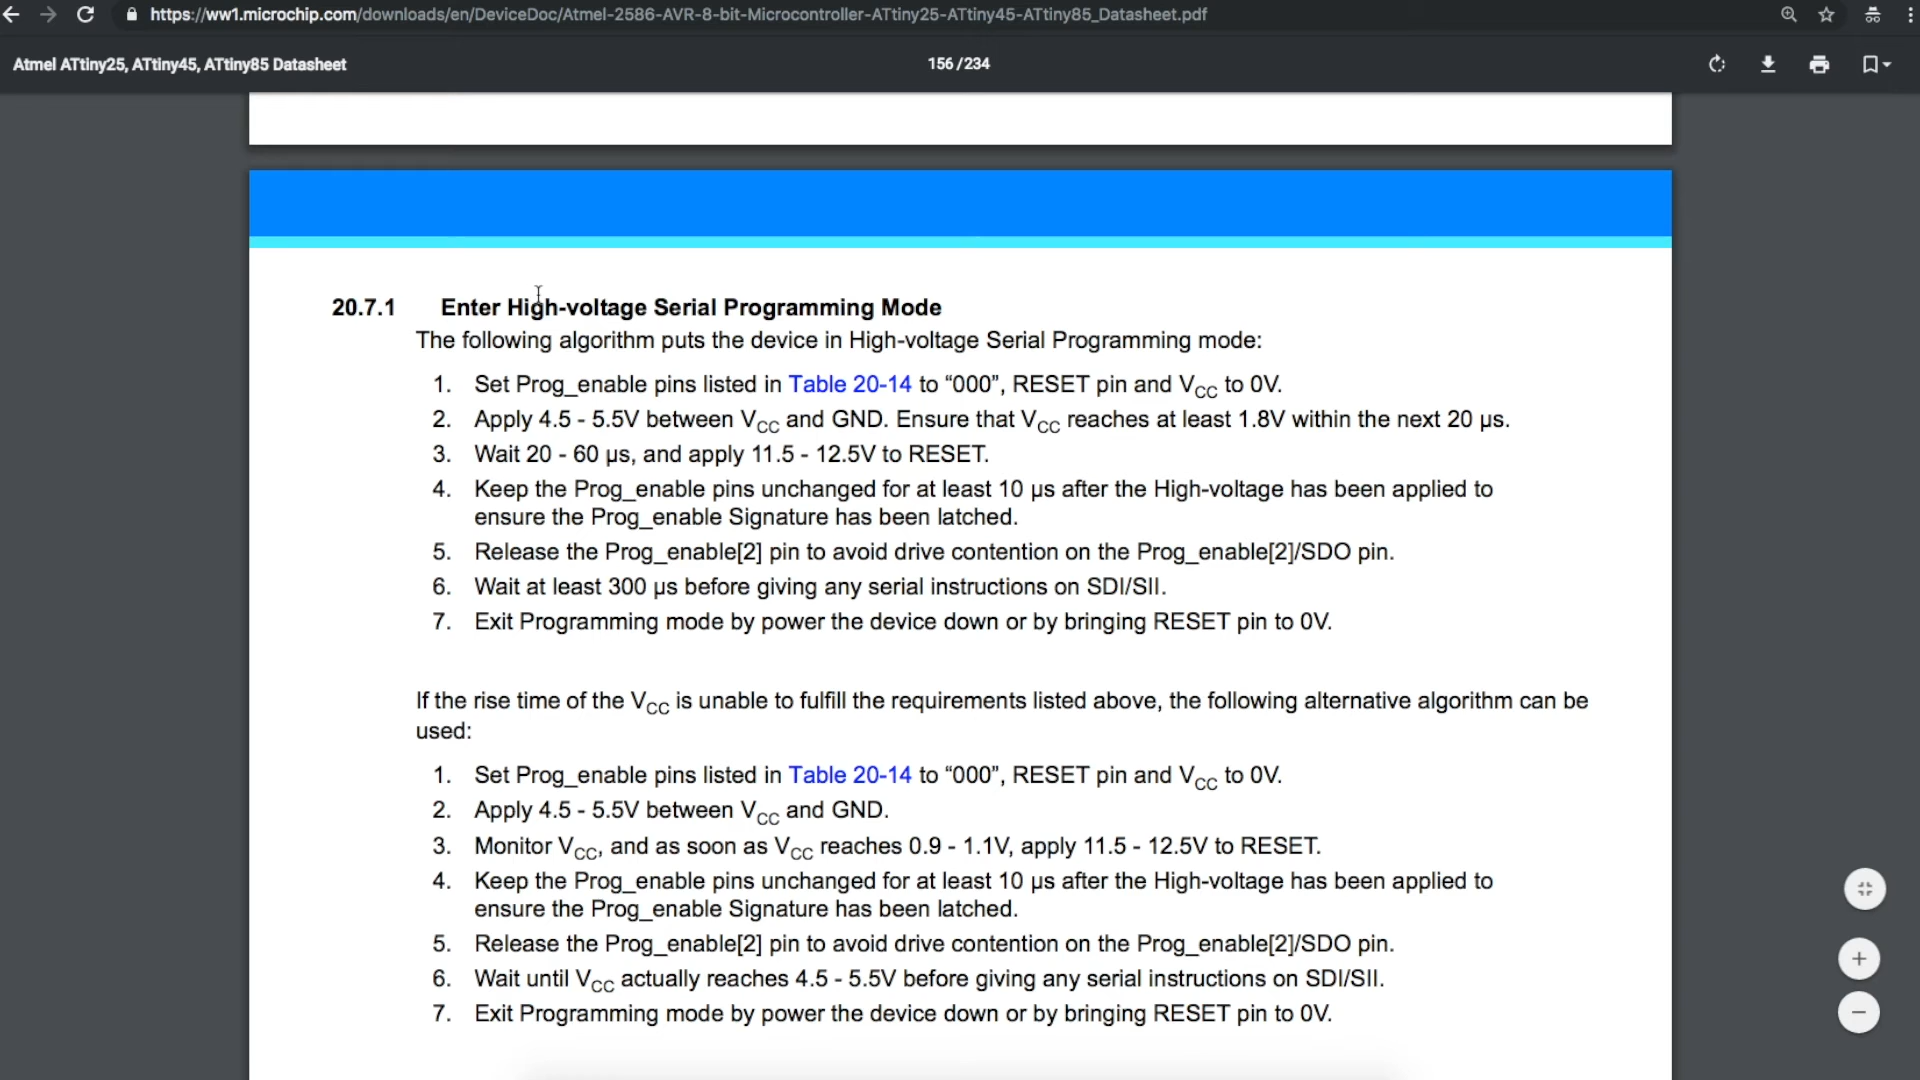 https://ww1.microchip.com/downloads/en/DeviceDoc/Atmel-2586-AVR-8-bit-Microcontroller-ATtiny25-ATtiny45-ATtiny85_Datasheet.pdf
Atmel ATtiny25, ATtiny45, ATtiny85 Datasheet
156 / 234
20.7.1 Enter High-voltage Serial Programming Mode
The following algorithm puts the device in High-voltage Serial Programming mode:
1. Set Prog_enable pins listed in Table 20-14 to “000”, RESET pin and VCC to 0V.
2. Apply 4.5 - 5.5V between VCC and GND. Ensure that VCC reaches at least 1.8V within the next 20 µs.
3. Wait 20 - 60 µs, and apply 11.5 - 12.5V to RESET.
4. Keep the Prog_enable pins unchanged for at least 10 µs after the High-voltage has been applied to
ensure the Prog_enable Signature has been latched.
5. Release the Prog_enable[2] pin to avoid drive contention on the Prog_enable[2]/SDO pin.
6. Wait at least 300 µs before giving any serial instructions on SDI/SII.
7. Exit Programming mode by power the device down or by bringing RESET pin to 0V.
If the rise time of the VCC is unable to fulfill the requirements listed above, the following alternative algorithm can be
used:
1. Set Prog_enable pins listed in Table 20-14 to “000”, RESET pin and VCC to 0V.
2. Apply 4.5 - 5.5V between VCC and GND.
3. Monitor VCC, and as soon as VCC reaches 0.9 - 1.1V, apply 11.5 - 12.5V to RESET.
4. Keep the Prog_enable pins unchanged for at least 10 µs after the High-voltage has been applied to
ensure the Prog_enable Signature has been latched.
5. Release the Prog_enable[2] pin to avoid drive contention on the Prog_enable[2]/SDO pin.
6. Wait until VCC actually reaches 4.5 - 5.5V before giving any serial instructions on SDI/SII.
7. Exit Programming mode by power the device down or by bringing RESET pin to 0V.